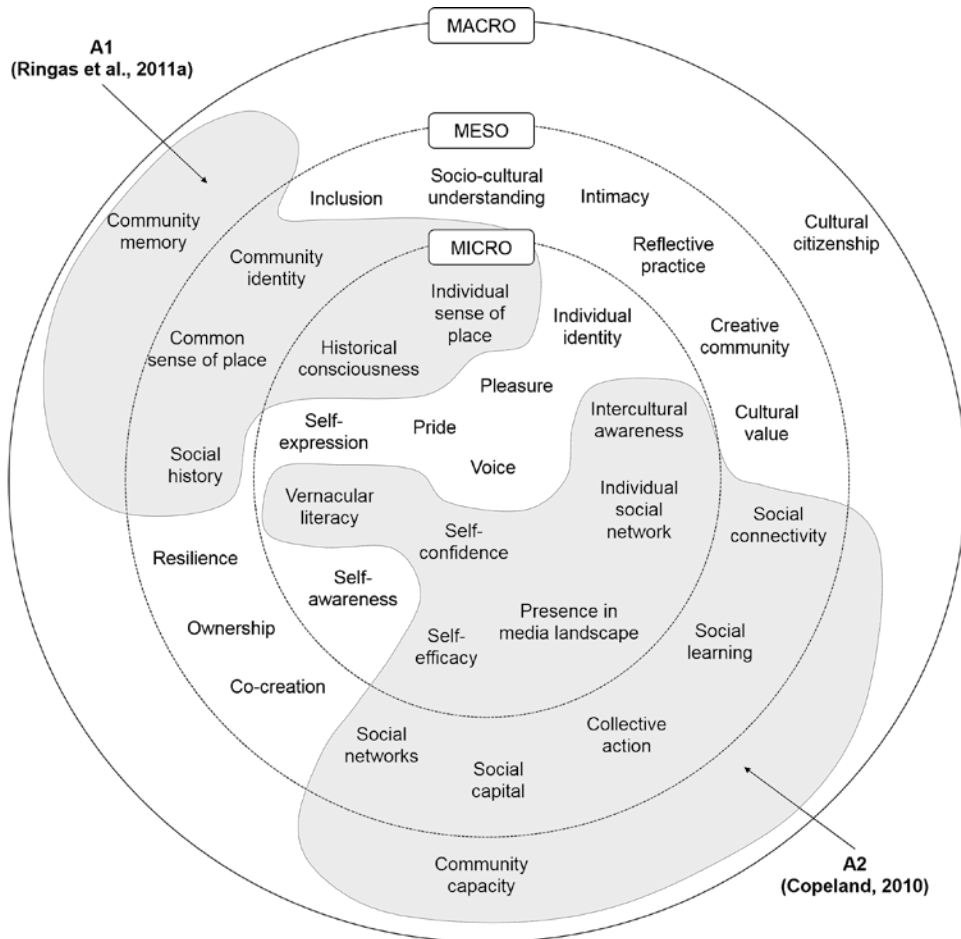 MACRO
A1
(Ringas et al., 2011a)
MESO
Inclusion
Socio-cultural
understanding
Intimacy
Community
memory
Cultural
citizenship
MICRO
Reflective
practice
Community
identity
Individual
sense of
place
Individual
identity
Common
sense of place
Historical
consciousness
Creative
community
Pleasure
Intercultural
awareness
Cultural
value
Self-
expression
Pride
Voice
Social
history
Vernacular
literacy
Individual
social
network
Social
connectivity
Self-
confidence
Resilience
Self-
awareness
Presence in
media landscape
Ownership
Self-
efficacy
Social
learning
Co-creation
Social
networks
Collective
action
Social
capital
Community
capacity
A2
(Copeland, 2010)